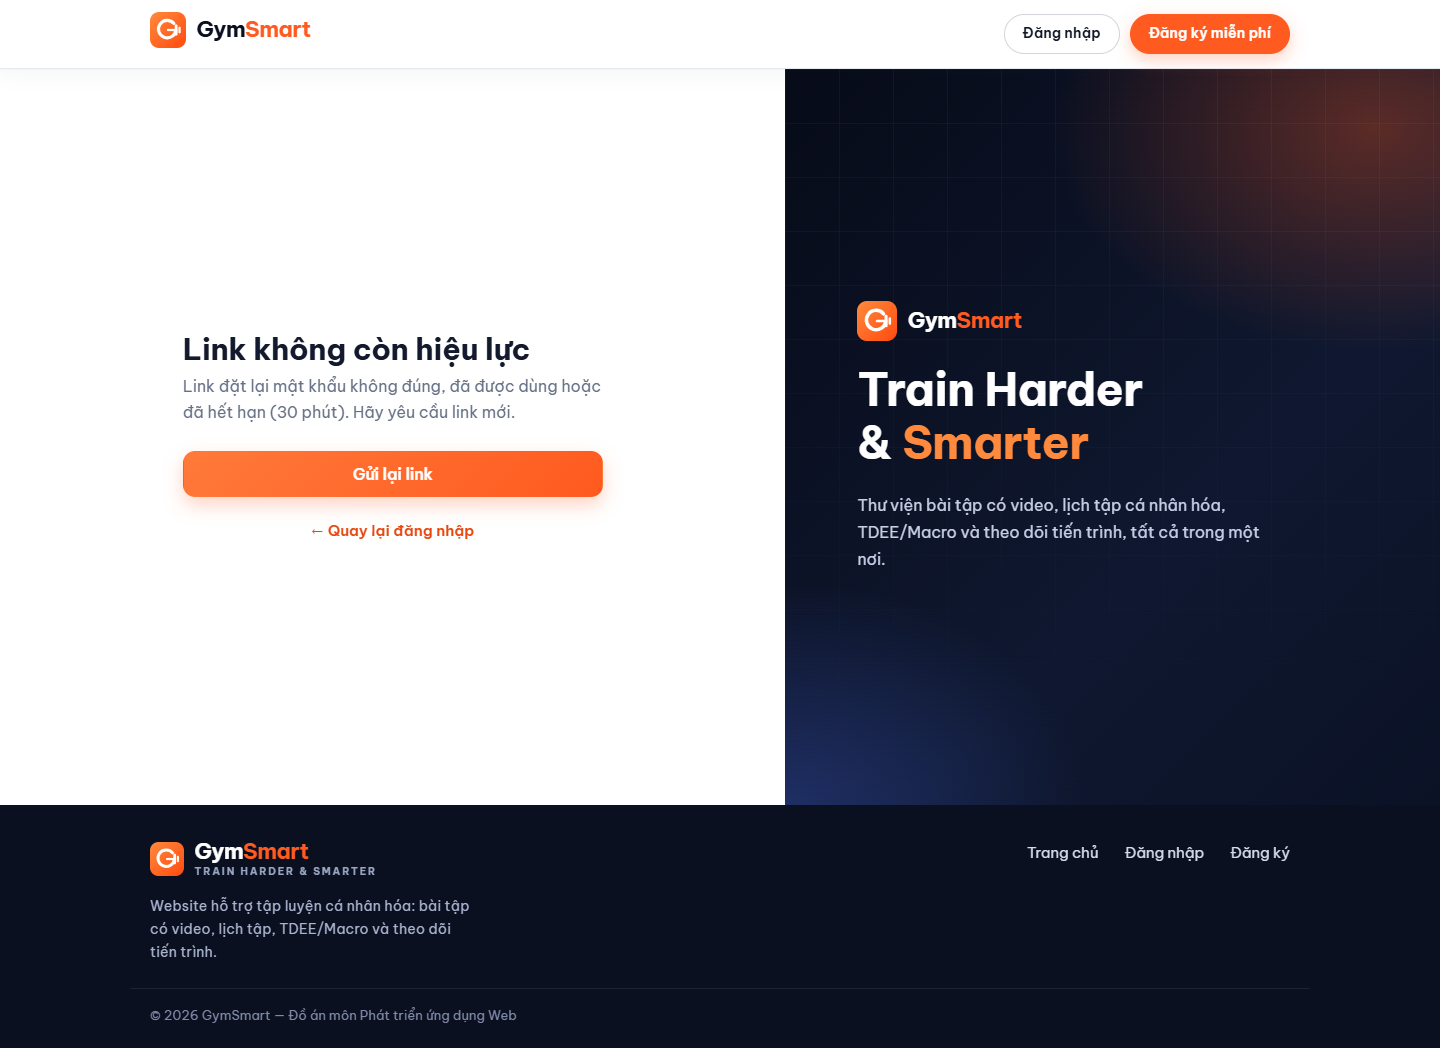 GymSmart
Đăng nhập
Đăng ký miễn phí
Link không còn hiệu lực
Link đặt lại mật khẩu không đúng, đã được dùng hoặc
đã hết hạn (30 phút). Hãy yêu cầu link mới.
Gửi lại link
← Quay lại đăng nhập
GymSmart
Train Harder
& Smarter
Thư viện bài tập có video, lịch tập cá nhân hóa,
TDEE/Macro và theo dõi tiến trình, tất cả trong một
nơi.
GymSmart
TRAIN HARDER & SMARTER
Website hỗ trợ tập luyện cá nhân hóa: bài tập
có video, lịch tập, TDEE/Macro và theo dõi
tiến trình.
Trang chủ
Đăng nhập
Đăng ký
© 2026 GymSmart — Đồ án môn Phát triển ứng dụng Web